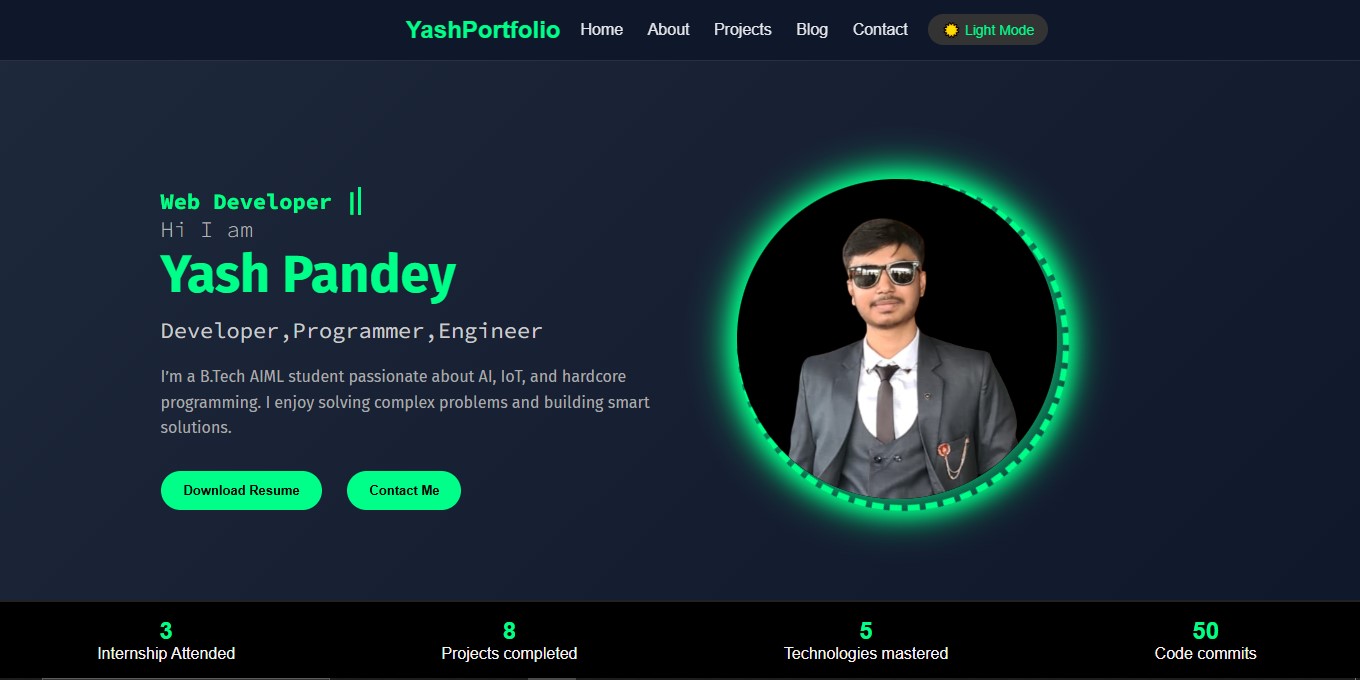 YashPortfolio Home About Projects Blog Contact Light Mode
Web Developer |
Hi I am
Yash Pandey
Developer,Programmer,Engineer
I'm a B.Tech AIML student passionate about AI, IoT, and hardcore
programming. I enjoy solving complex problems and building smart
solutions.
Download Resume Contact Me
3 8 5 50
Internship Attended Projects completed Technologies mastered Code commits